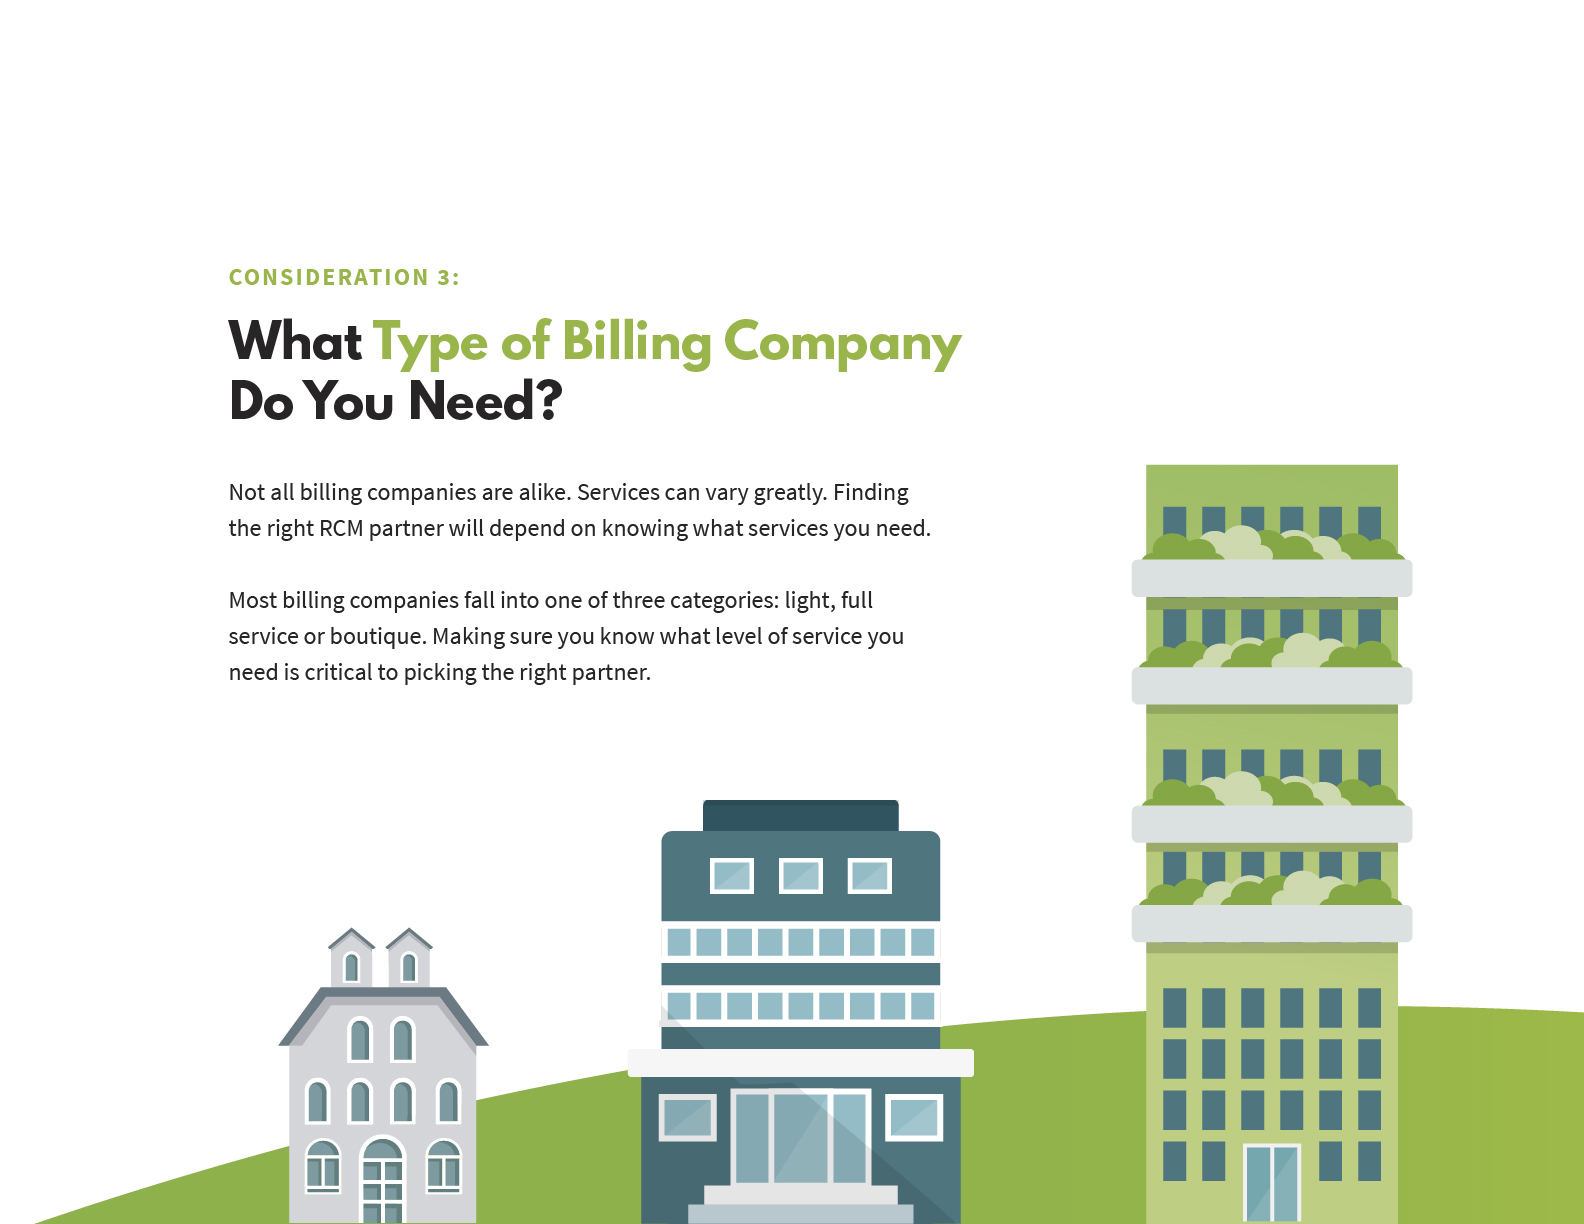 CONSIDERATION 3:
What Type of Billing Company
Do You Need?
Not all billing companies are alike. Services can vary greatly. Finding
the right RCM partner will depend on knowing what services you need.
Most billing companies fall into one of three categories: light, full
service or boutique. Making sure you know what level of service you
need is critical to picking the right partner.